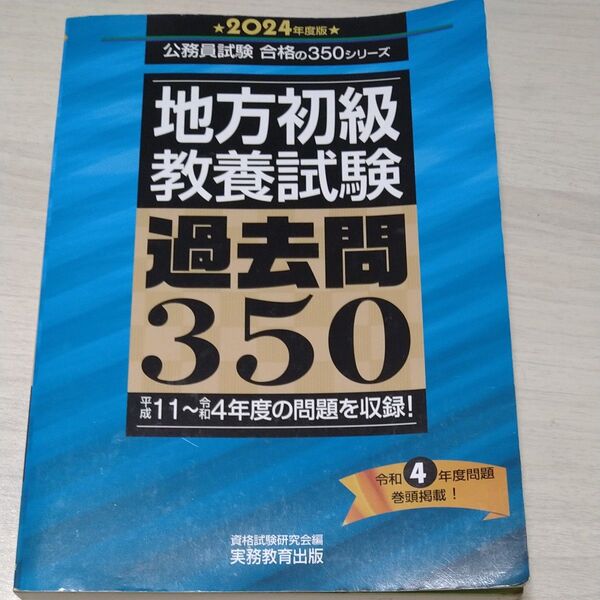 ★2024年度版★
公務員試験 合格の350シリーズ
地方初級
教養試験
過去問
350
平成11～令和4年度の問題を収録！
令和4年度問題
巻頭掲載！
資格試験研究会編
実務教育出版